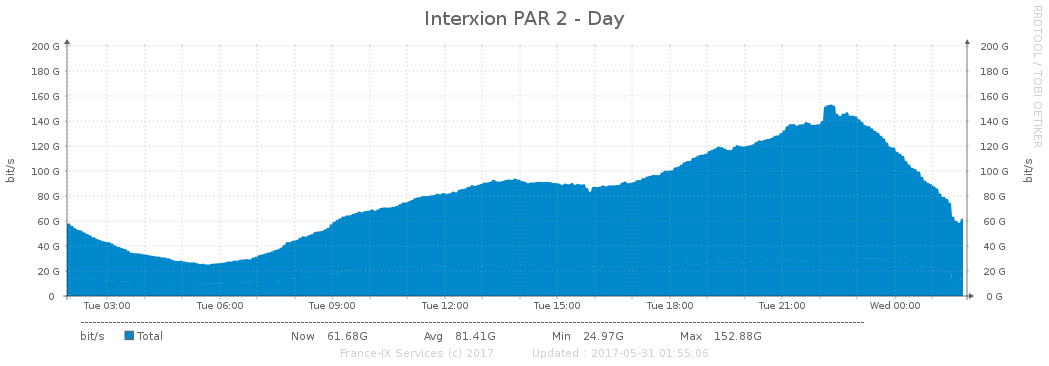 Interxion PAR 2 - Day
RRDTOOL / TOBI OETIKER
bit/s
bit/s
200 G 200 G
180 G 180 G
160 G 160 G
140 G 140 G
120 G 120 G
100 G 100 G
80 G 80 G
60 G 60 G
40 G 40 G
20 G 20 G
0 0 G
Tue 03:00 Tue 06:00 Tue 09:00 Tue 12:00 Tue 15:00 Tue 18:00 Tue 21:00 Wed 00:00
bit/s Total Now 61.68G Avg 81.41G Min 24.97G Max 152.88G
France-IX Services (c) 2017 Updated : 2017-05-31 01:55:06